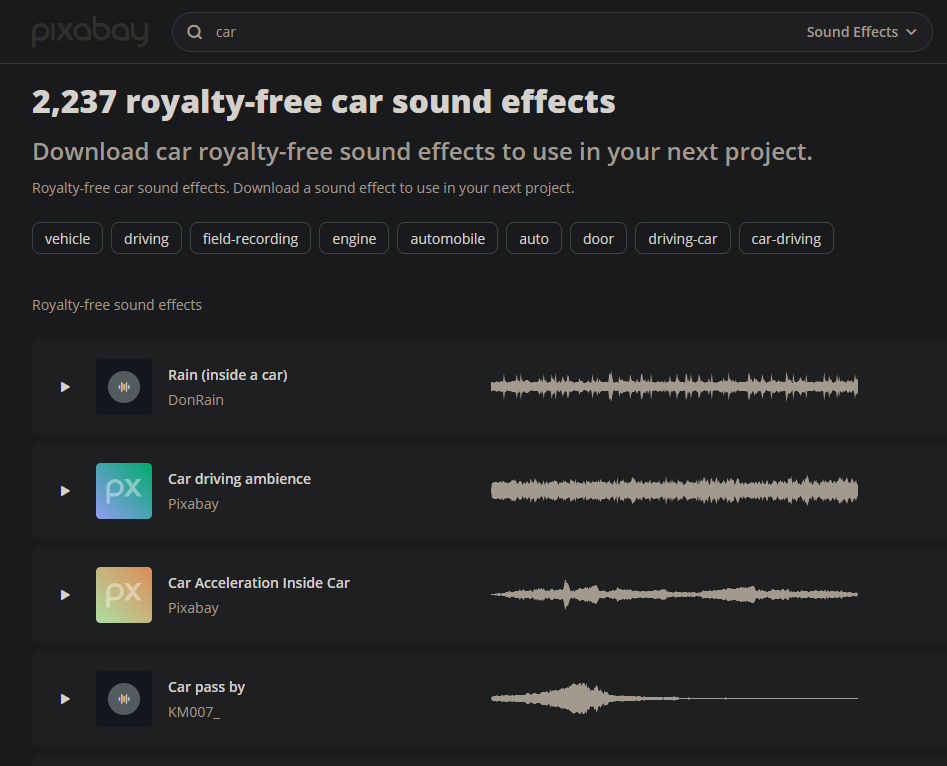 pixabay
car
Sound Effects
2,237 royalty-free car sound effects
Download car royalty-free sound effects to use in your next project.
Royalty-free car sound effects. Download a sound effect to use in your next project.
vehicle driving field-recording engine automobile auto door driving-car car-driving
Royalty-free sound effects
Rain (inside a car)
DonRain
px
Car driving ambience
Pixabay
px
Car Acceleration Inside Car
Pixabay
Car pass by
KM007_